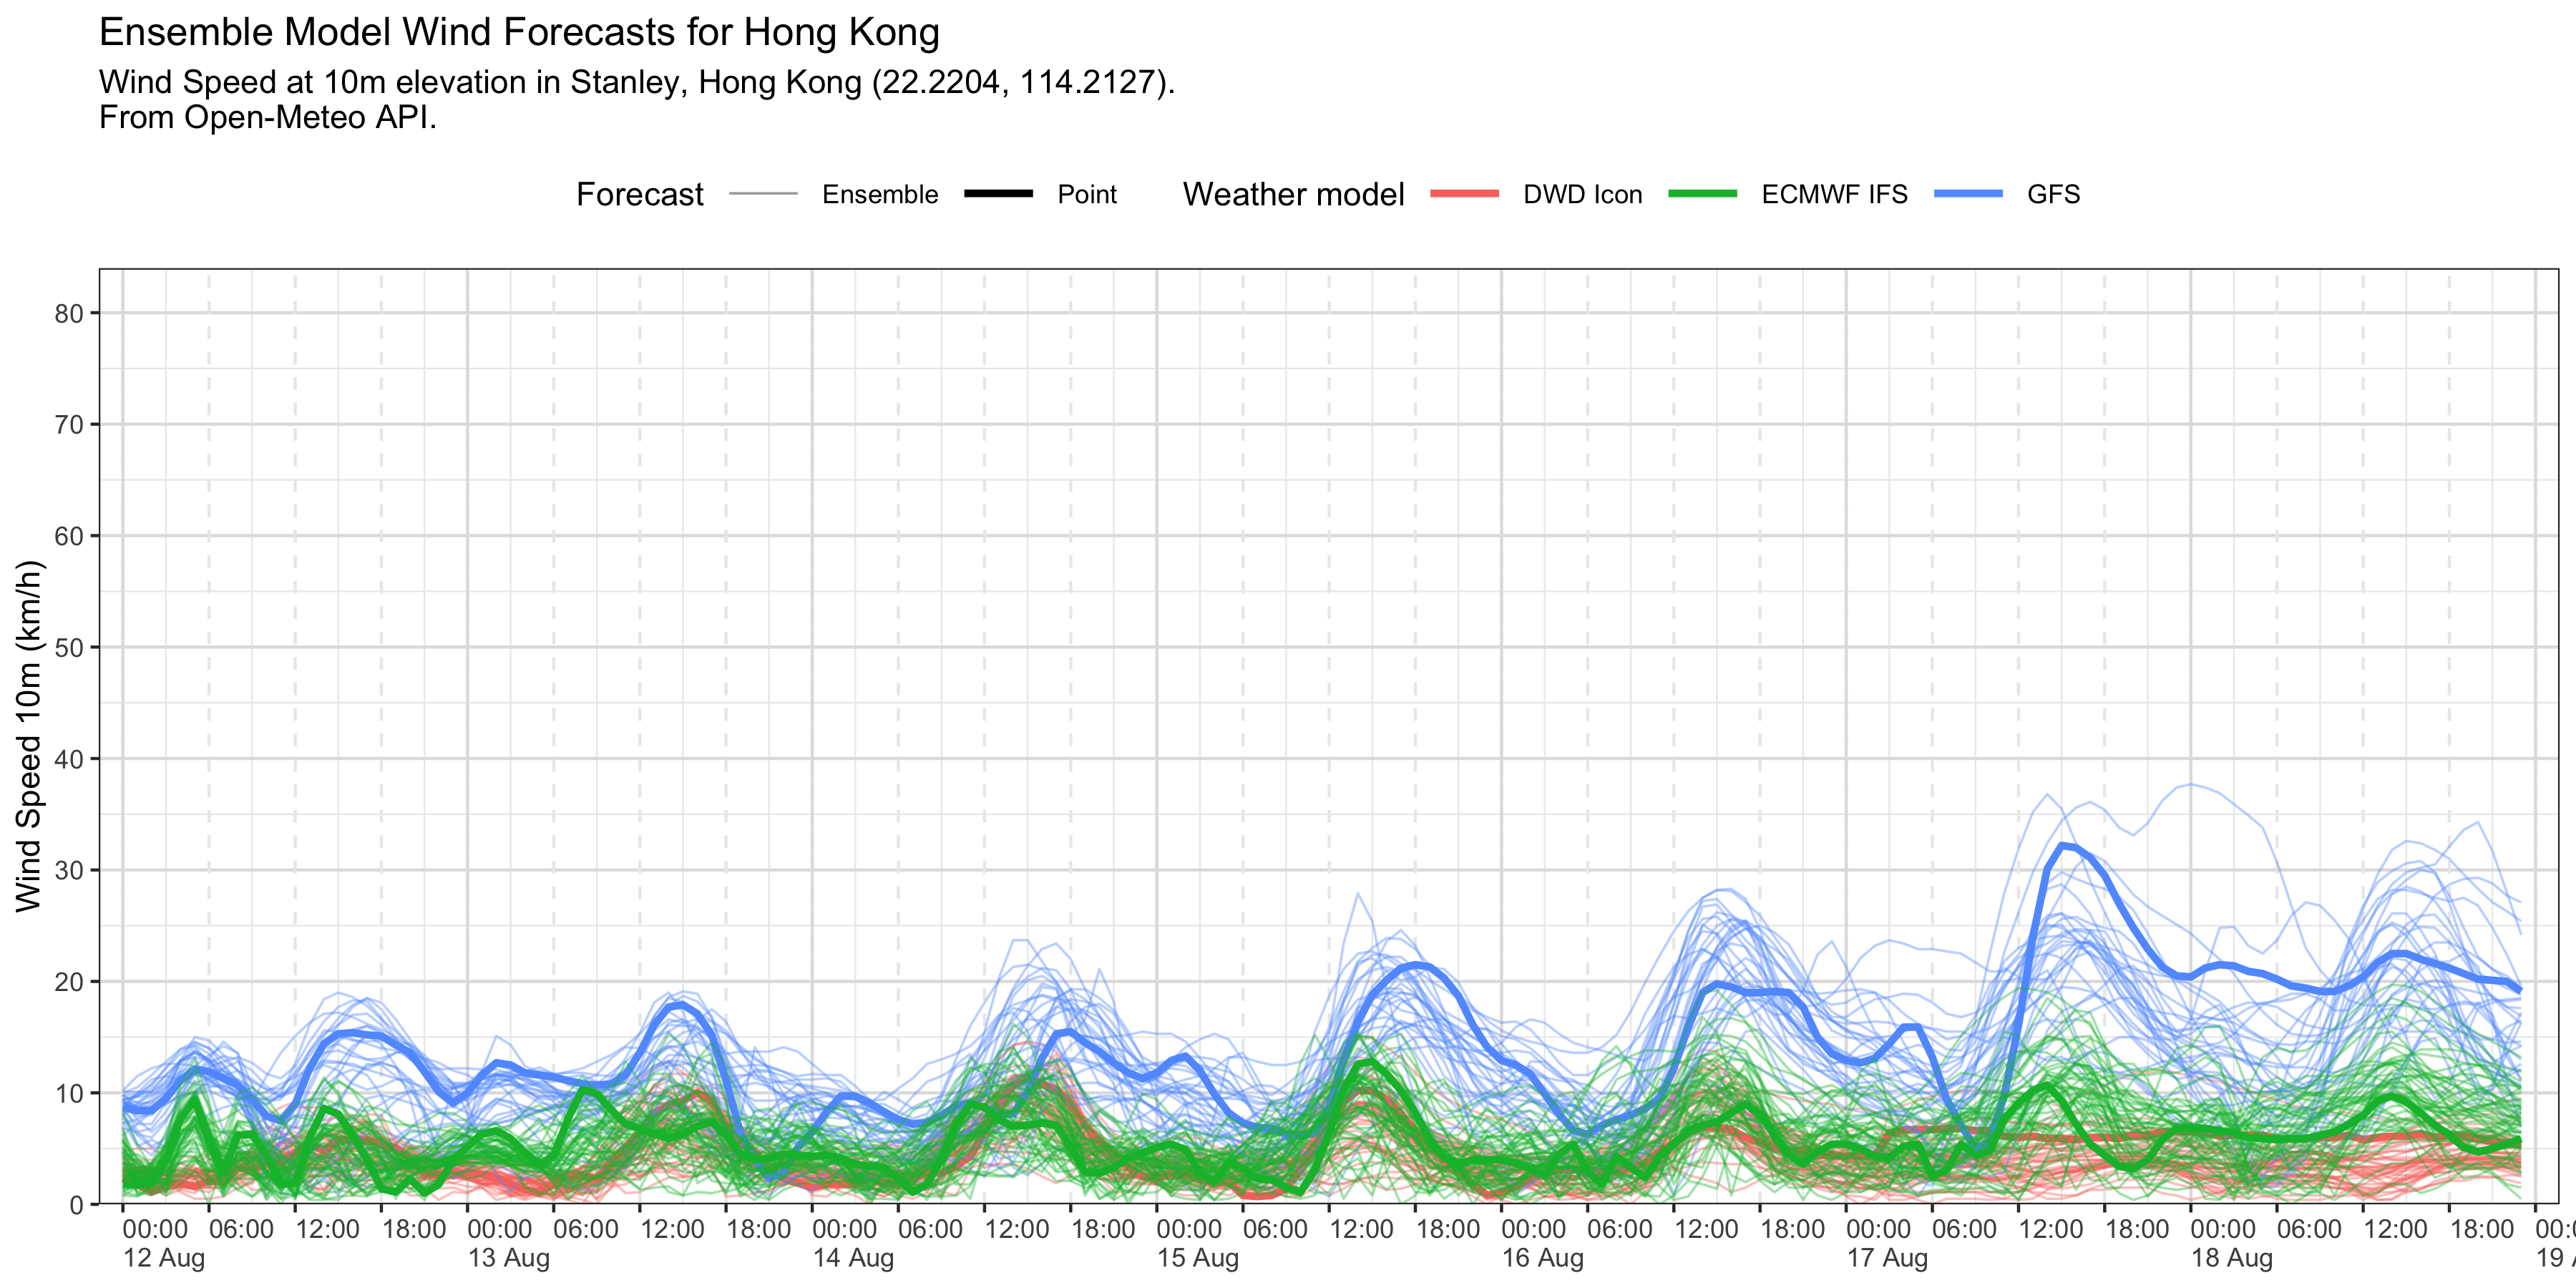 Ensemble Model Wind Forecasts for Hong Kong
Wind Speed at 10m elevation in Stanley, Hong Kong (22.2204, 114.2127).
From Open-Meteo API.
Forecast Ensemble Point Weather model DWD Icon ECMWF IFS GFS
Wind Speed 10m (km/h)
80
70
60
50
40
30
20
10
0
00:00 06:00 12:00 18:00 00:00 06:00 12:00 18:00 00:00 06:00 12:00 18:00 00:00 06:00 12:00 18:00 00:00 06:00 12:00 18:00 00:00 06:00 12:00 18:00 00:00 06:00 12:00 18:00 00:0
12 Aug 13 Aug 14 Aug 15 Aug 16 Aug 17 Aug 18 Aug 19